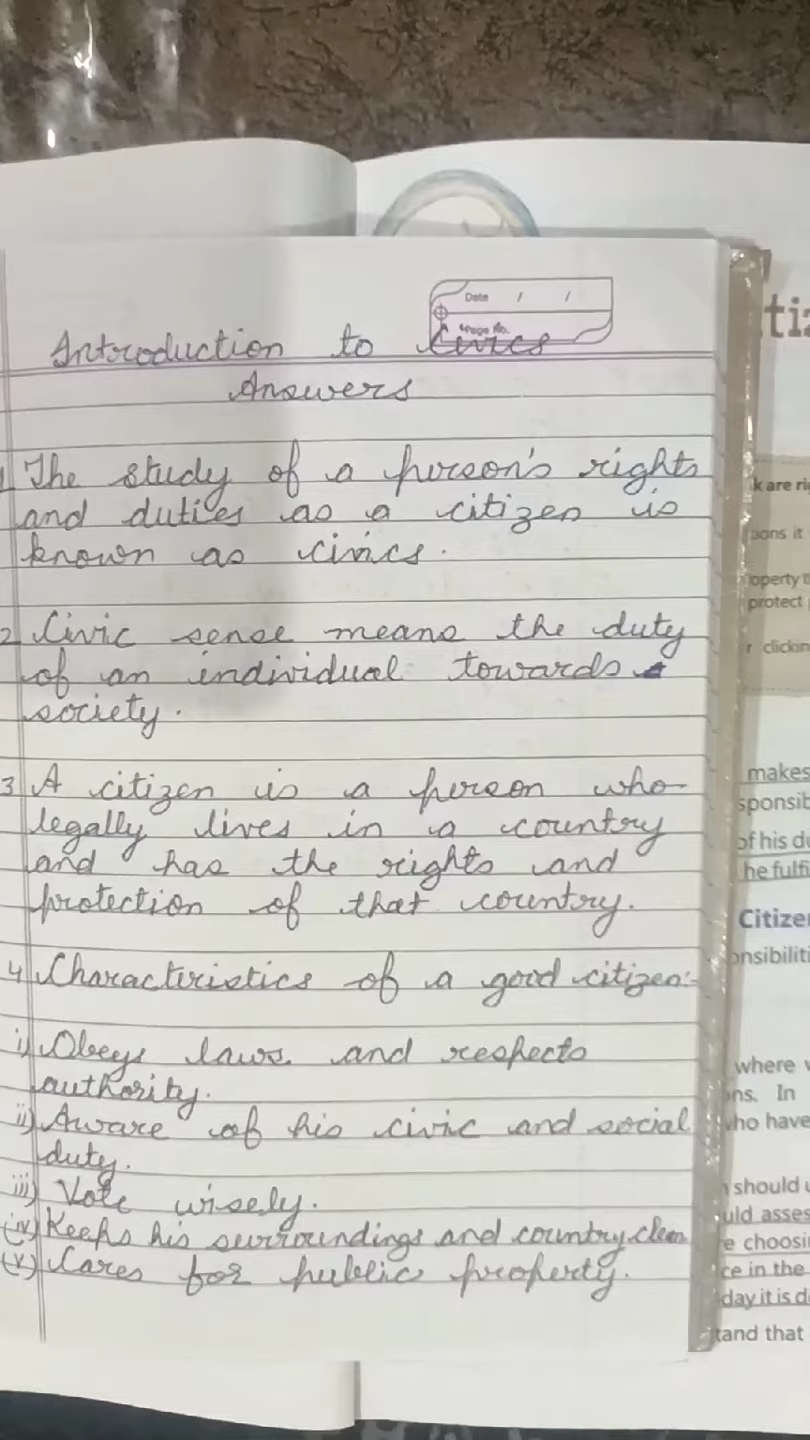 Date / /
Page No.
Introduction to Civics
Answers
1 The study of a person's rights
and duties as a citizen is
known as civics.
2 Civic sense means the duty
of an individual towards
society.
3 A citizen is a person who
legally lives in a country
and has the rights and
protection of that country.
4 Characteristics of a good citizen:-
i) Obeys laws and respects
authority.
ii) Aware of his civic and social
duty.
iii) Vote wisely.
(iv) Keeps his surroundings and country clean
(v) Cares for public property.
tiz
k are ri
ons it
operty t
protect
r clickin
makes
sponsib
of his d
he fulfi
Citize
onsibiliti
where
ns. In
who have
should
uld asses
e choosi
ce in the
day it is d
tand that